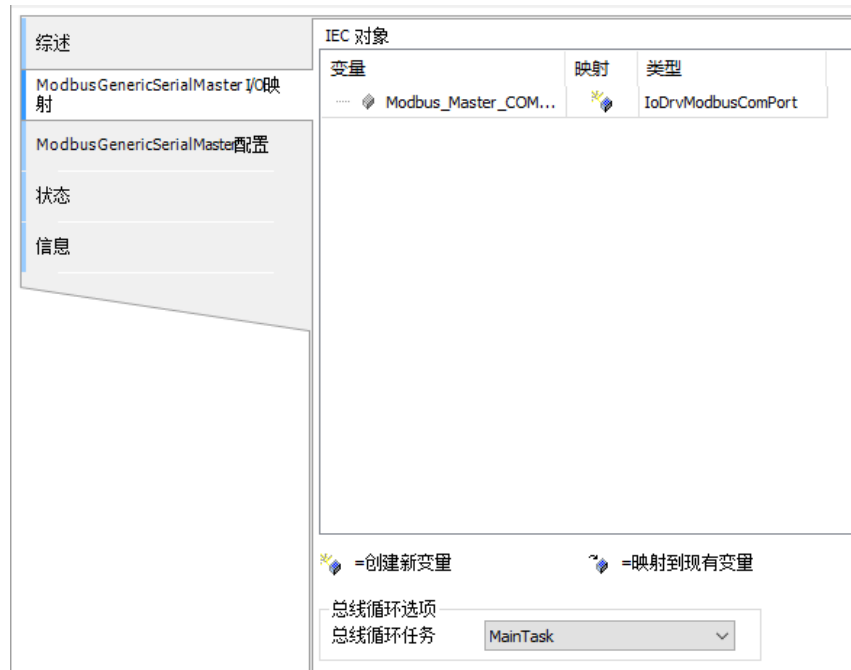 综述
ModbusGenericSerialMaster I/O映
射
ModbusGenericSerialMaster配置
状态
信息
IEC 对象
变量 映射 类型
Modbus_Master_COM... IoDrvModbusComPort
=创建新变量 =映射到现有变量
总线循环选项
总线循环任务 MainTask